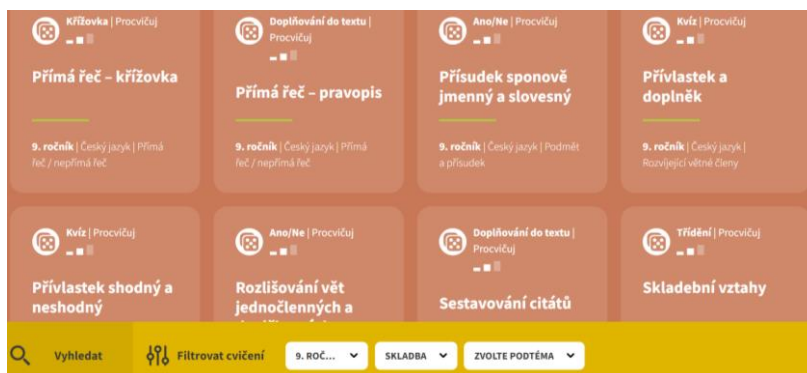 Křížovka | Procvičuj
Přímá řeč – křížovka
9. ročník | Český jazyk | Přímá
řeč / nepřímá řeč
Doplňování do textu |
Procvičuj
Přímá řeč – pravopis
9. ročník | Český jazyk | Přímá
řeč / nepřímá řeč
Ano/Ne | Procvičuj
Přísudek sponově
jmenný a slovesný
9. ročník | Český jazyk | Podmět
a přísudek
Kvíz | Procvičuj
Přívlastek a
doplněk
9. ročník | Český jazyk |
Rozvíjející větné členy
Kvíz | Procvičuj
Přívlastek shodný a
neshodný
Ano/Ne | Procvičuj
Rozlišování vět
jednočlenných a
Doplňování do textu |
Procvičuj
Sestavování citátů
Třídění | Procvičuj
Skladební vztahy
Vyhledat
Filtrovat cvičení
9. ROČ...
SKLADBA
ZVOLTE PODTÉMA